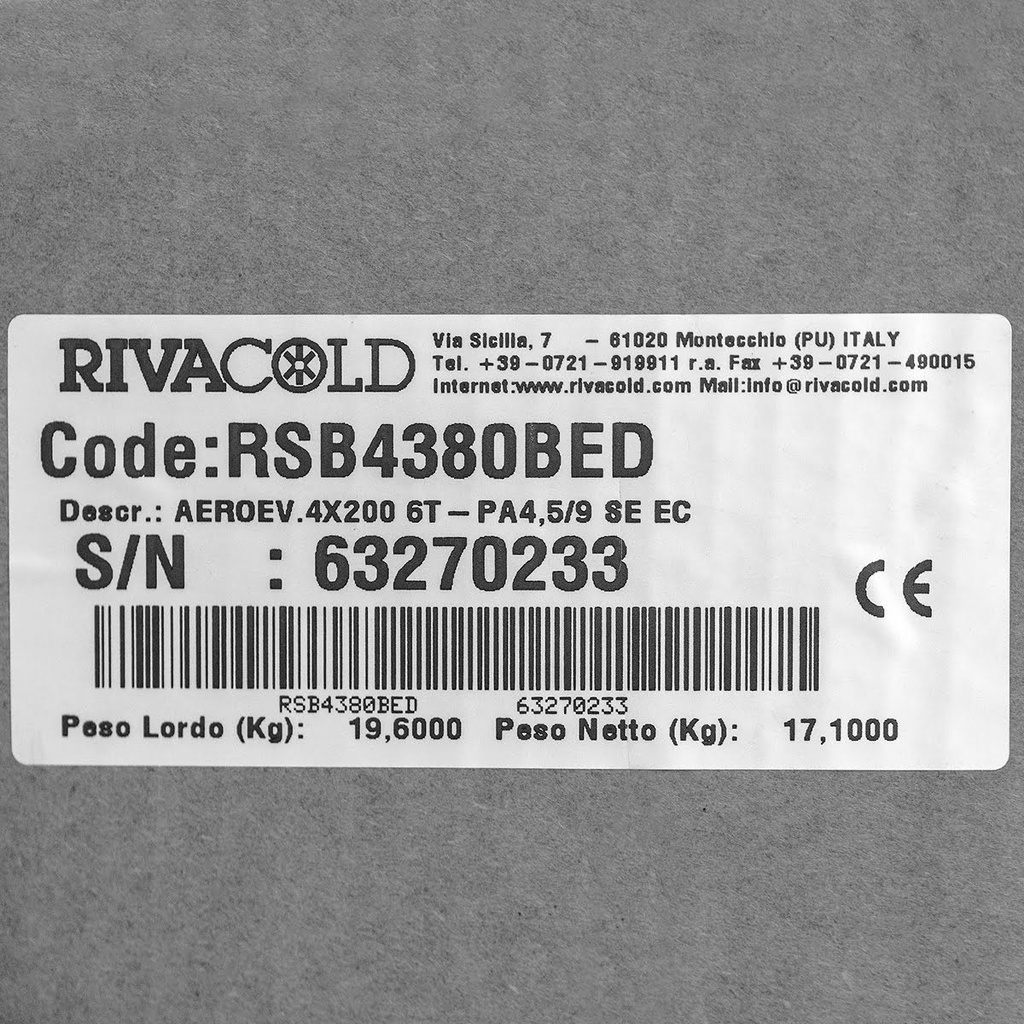 RIVACOLD
Via Sicilia, 7 - 61020 Montecchio (PU) ITALY
Tel. +39-0721-919911 r.a. Fax +39-0721-490015
Internet:www.rivacold.com Mail:info@rivacold.com
Code:RSB4380BED
Descr.: AEROEV.4X200 6T-PA4,5/9 SE EC
S/N : 63270233
CE
RSB4380BED 63270233
Peso Lordo (Kg): 19,6000 Peso Netto (Kg): 17,1000